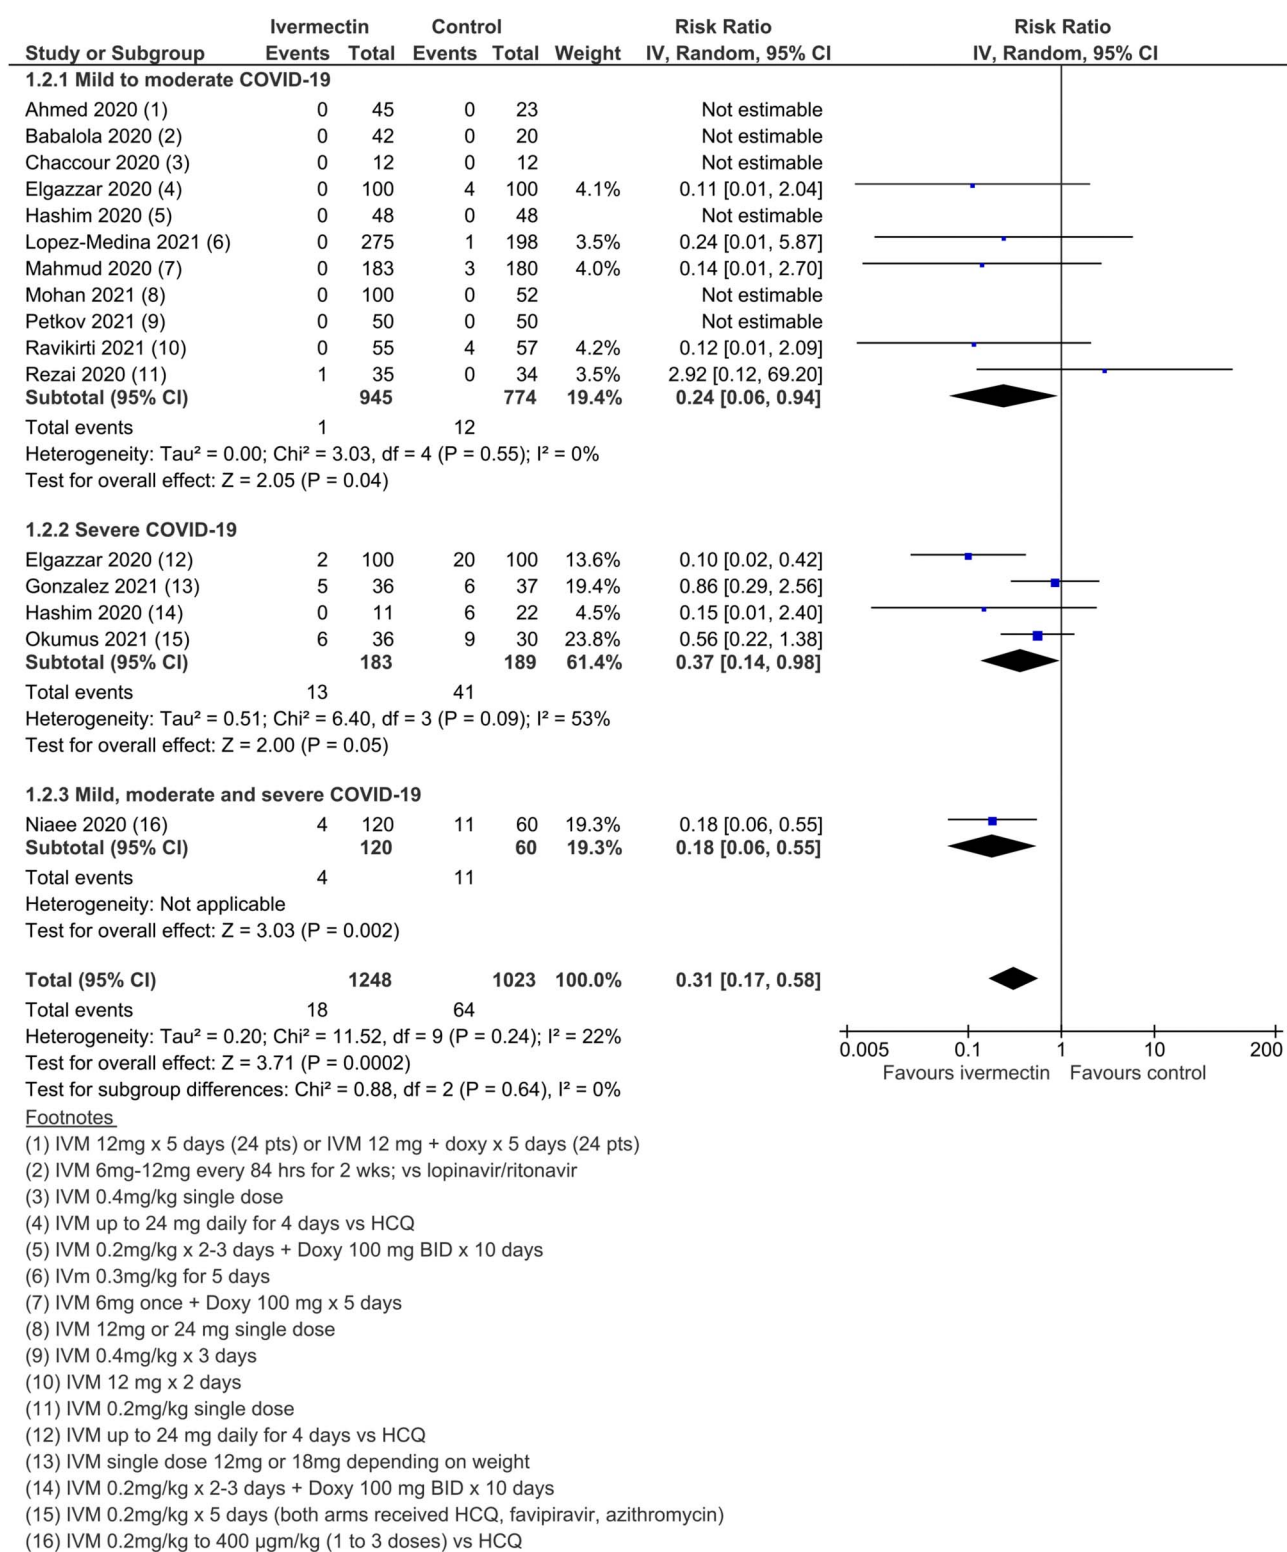 Ivermectin Control Risk Ratio Risk Ratio
Study or Subgroup Events Total Events Total Weight IV, Random, 95% CI IV, Random, 95% CI
1.2.1 Mild to moderate COVID-19
Ahmed 2020 (1) 0 45 0 23 Not estimable
Babalola 2020 (2) 0 42 0 20 Not estimable
Chaccour 2020 (3) 0 12 0 12 Not estimable
Elgazzar 2020 (4) 0 100 4 100 4.1% 0.11 [0.01, 2.04]
Hashim 2020 (5) 0 48 0 48 Not estimable
Lopez-Medina 2021 (6) 0 275 1 198 3.5% 0.24 [0.01, 5.87]
Mahmud 2020 (7) 0 183 3 180 4.0% 0.14 [0.01, 2.70]
Mohan 2021 (8) 0 100 0 52 Not estimable
Petkov 2021 (9) 0 50 0 50 Not estimable
Ravikirti 2021 (10) 0 55 4 57 4.2% 0.12 [0.01, 2.09]
Rezai 2020 (11) 1 35 0 34 3.5% 2.92 [0.12, 69.20]
Subtotal (95% CI) 945 774 19.4% 0.24 [0.06, 0.94]
Total events 1 12
Heterogeneity: Tau² = 0.00; Chi² = 3.03, df = 4 (P = 0.55); I² = 0%
Test for overall effect: Z = 2.05 (P = 0.04)
1.2.2 Severe COVID-19
Elgazzar 2020 (12) 2 100 20 100 13.6% 0.10 [0.02, 0.42]
Gonzalez 2021 (13) 5 36 6 37 19.4% 0.86 [0.29, 2.56]
Hashim 2020 (14) 0 11 6 22 4.5% 0.15 [0.01, 2.40]
Okumus 2021 (15) 6 36 9 30 23.8% 0.56 [0.22, 1.38]
Subtotal (95% CI) 183 189 61.4% 0.37 [0.14, 0.98]
Total events 13 41
Heterogeneity: Tau² = 0.51; Chi² = 6.40, df = 3 (P = 0.09); I² = 53%
Test for overall effect: Z = 2.00 (P = 0.05)
1.2.3 Mild, moderate and severe COVID-19
Niaee 2020 (16) 4 120 11 60 19.3% 0.18 [0.06, 0.55]
Subtotal (95% CI) 120 60 19.3% 0.18 [0.06, 0.55]
Total events 4 11
Heterogeneity: Not applicable
Test for overall effect: Z = 3.03 (P = 0.002)
Total (95% CI) 1248 1023 100.0% 0.31 [0.17, 0.58]
Total events 18 64
Heterogeneity: Tau² = 0.20; Chi² = 11.52, df = 9 (P = 0.24); I² = 22%
Test for overall effect: Z = 3.71 (P = 0.0002)
Test for subgroup differences: Chi² = 0.88, df = 2 (P = 0.64), I² = 0%
0.005 0.1 1 10 200
Favours ivermectin Favours control
Footnotes
(1) IVM 12mg x 5 days (24 pts) or IVM 12 mg + doxy x 5 days (24 pts)
(2) IVM 6mg-12mg every 84 hrs for 2 wks; vs lopinavir/ritonavir
(3) IVM 0.4mg/kg single dose
(4) IVM up to 24 mg daily for 4 days vs HCQ
(5) IVM 0.2mg/kg x 2-3 days + Doxy 100 mg BID x 10 days
(6) IVm 0.3mg/kg for 5 days
(7) IVM 6mg once + Doxy 100 mg x 5 days
(8) IVM 12mg or 24 mg single dose
(9) IVM 0.4mg/kg x 3 days
(10) IVM 12 mg x 2 days
(11) IVM 0.2mg/kg single dose
(12) IVM up to 24 mg daily for 4 days vs HCQ
(13) IVM single dose 12mg or 18mg depending on weight
(14) IVM 0.2mg/kg x 2-3 days + Doxy 100 mg BID x 10 days
(15) IVM 0.2mg/kg x 5 days (both arms received HCQ, favipiravir, azithromycin)
(16) IVM 0.2mg/kg to 400 µgm/kg (1 to 3 doses) vs HCQ